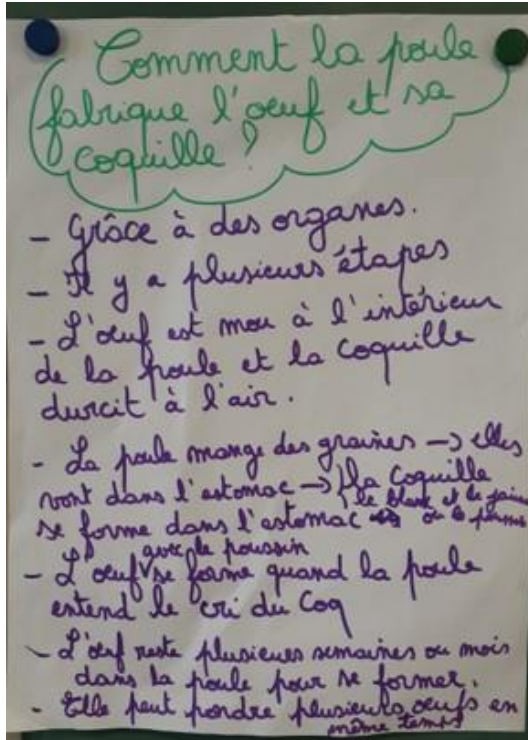 Comment la poule
fabrique l'oeuf et sa
coquille ?
- Grâce à des organes.
- Il y a plusieurs étapes
- L'oeuf est mou à l'intérieur
de la poule et la coquille
durcit à l'air.
- La poule mange des graines → elles
vont dans l'estomac → la coquille
le blanc et le jaune
se forme dans l'estomac ou le
avec le poussin
- L'oeuf se forme quand la poule
entend le cri du Coq
- L'oeuf reste plusieurs semaines ou mois
dans la poule pour se former.
- Elle peut pondre plusieurs oeufs en
même temps